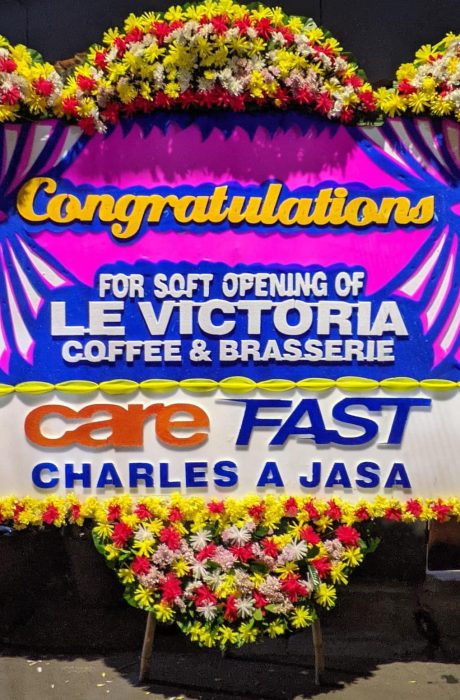 Congratulations
FOR SOFT OPENING OF
LE VICTORIA
COFFEE & BRASSERIE
care FAST
CHARLES A JASA